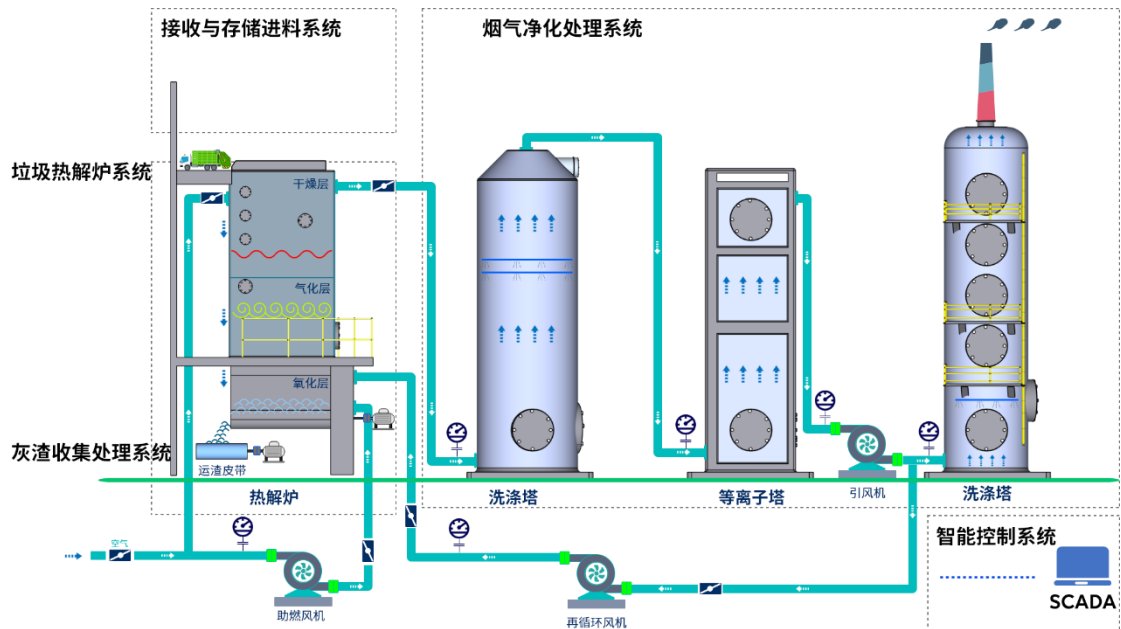 接收与存储进料系统
烟气净化处理系统
垃圾热解炉系统
干燥层
气化层
氧化层
灰渣收集处理系统
运渣皮带
热解炉
洗涤塔
等离子塔
引风机
洗涤塔
空气
助燃风机
再循环风机
智能控制系统
SCADA